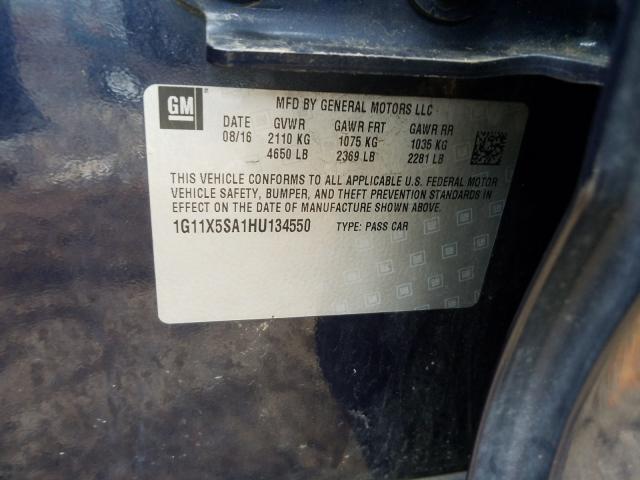 GM
MFD BY GENERAL MOTORS LLC
DATE GVWR GAWR FRT GAWR RR
08/16 2110 KG 1075 KG 1035 KG
4650 LB 2369 LB 2281 LB
THIS VEHICLE CONFORMS TO ALL APPLICABLE U.S. FEDERAL MOTOR
VEHICLE SAFETY, BUMPER, AND THEFT PREVENTION STANDARDS IN
EFFECT ON THE DATE OF MANUFACTURE SHOWN ABOVE.
1G11X5SA1HU134550 TYPE: PASS CAR